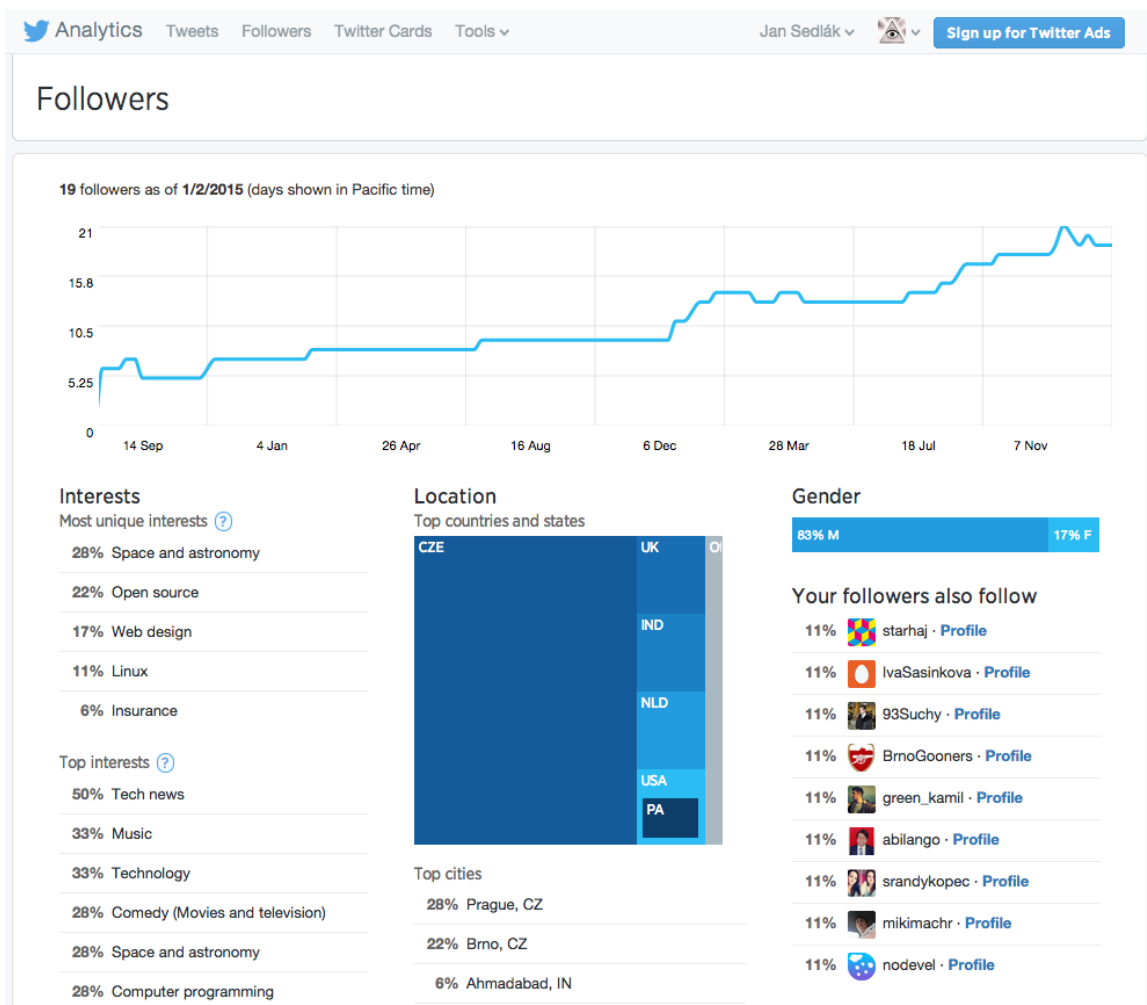 Analytics Tweets Followers Twitter Cards Tools Jan Sedlák Sign up for Twitter Ads
Followers
19 followers as of 1/2/2015 (days shown in Pacific time)
21
15.8
10.5
5.25
0
14 Sep 4 Jan 26 Apr 16 Aug 6 Dec 28 Mar 18 Jul 7 Nov
Interests
Most unique interests ?
28% Space and astronomy
22% Open source
17% Web design
11% Linux
6% Insurance
Top interests ?
50% Tech news
33% Music
33% Technology
28% Comedy (Movies and television)
28% Space and astronomy
28% Computer programming
Location
Top countries and states
CZE
UK
IND
NLD
USA
PA
Top cities
28% Prague, CZ
22% Brno, CZ
6% Ahmadabad, IN
Gender
83% M 17% F
Your followers also follow
11% starhaj · Profile
11% IvaSasinkova · Profile
11% 93Suchy · Profile
11% BrnoGooners · Profile
11% green_kamil · Profile
11% abilango · Profile
11% srandykopec · Profile
11% mikimachr · Profile
11% nodevel · Profile